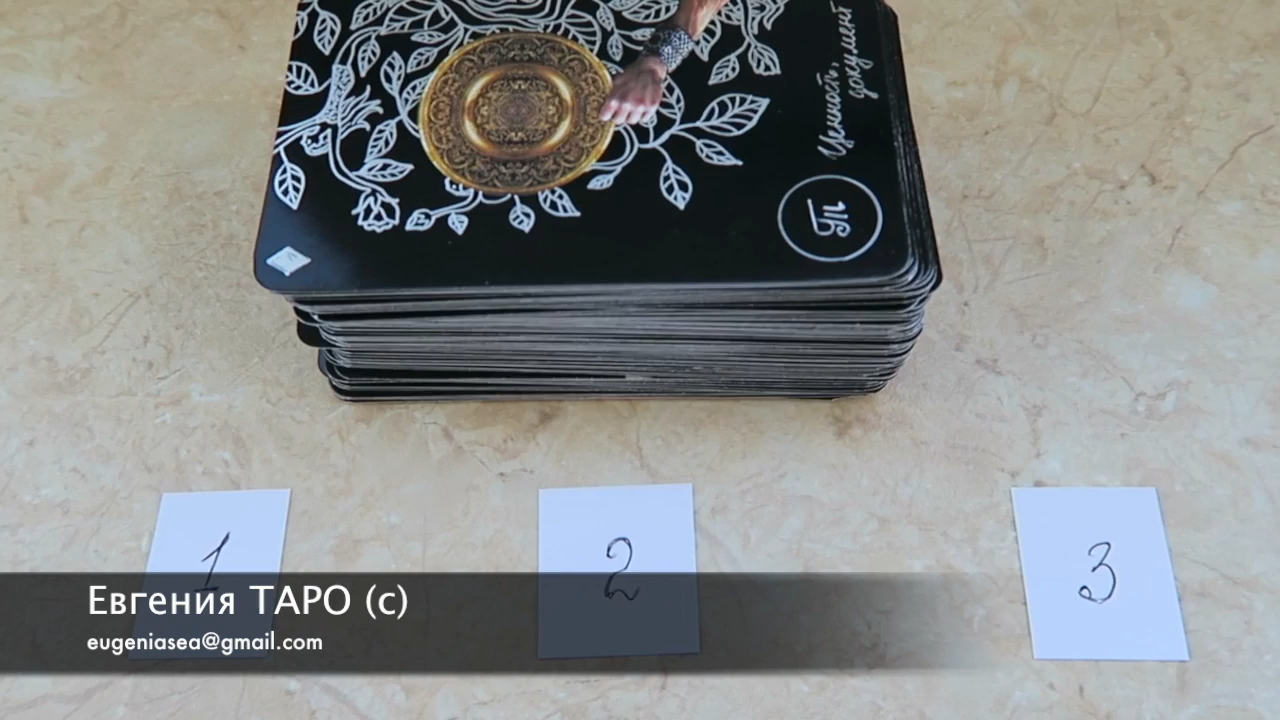 Ценность,
документ
1
2
3
Евгения ТАРО (с)
eugeniasea@gmail.com